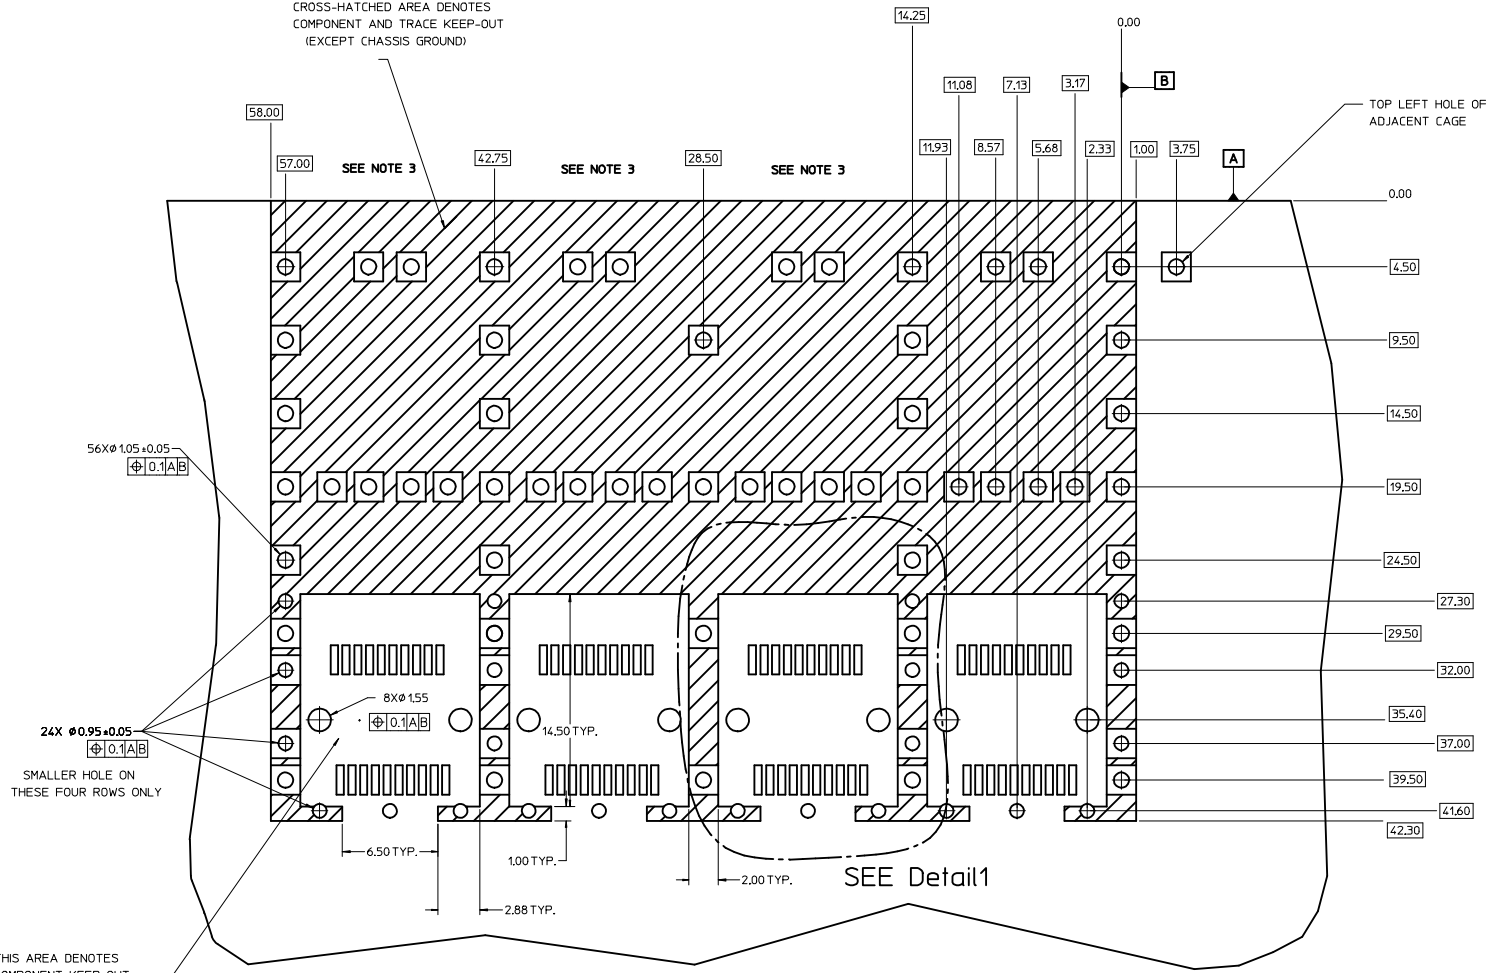 CROSS-HATCHED AREA DENOTES
COMPONENT AND TRACE KEEP-OUT
(EXCEPT CHASSIS GROUND)
14.25
0.00
B
11.08
7.13
3.17
TOP LEFT HOLE OF
ADJACENT CAGE
58.00
57.00
SEE NOTE 3
42.75
SEE NOTE 3
28.50
SEE NOTE 3
11.93
8.57
5.68
2.33
1.00
3.75
A
0.00
4.50
9.50
14.50
56XØ1.05±0.05
⌖ 0.1 A B
19.50
24.50
27.30
29.50
32.00
8XØ1.55
⌖ 0.1 A B
35.40
24X Ø0.95±0.05
⌖ 0.1 A B
14.50 TYP.
37.00
SMALLER HOLE ON
THESE FOUR ROWS ONLY
39.50
41.60
42.30
6.50 TYP.
1.00 TYP.
2.00 TYP.
SEE Detail1
2.88 TYP.
THIS AREA DENOTES
COMPONENT KEEP-OUT